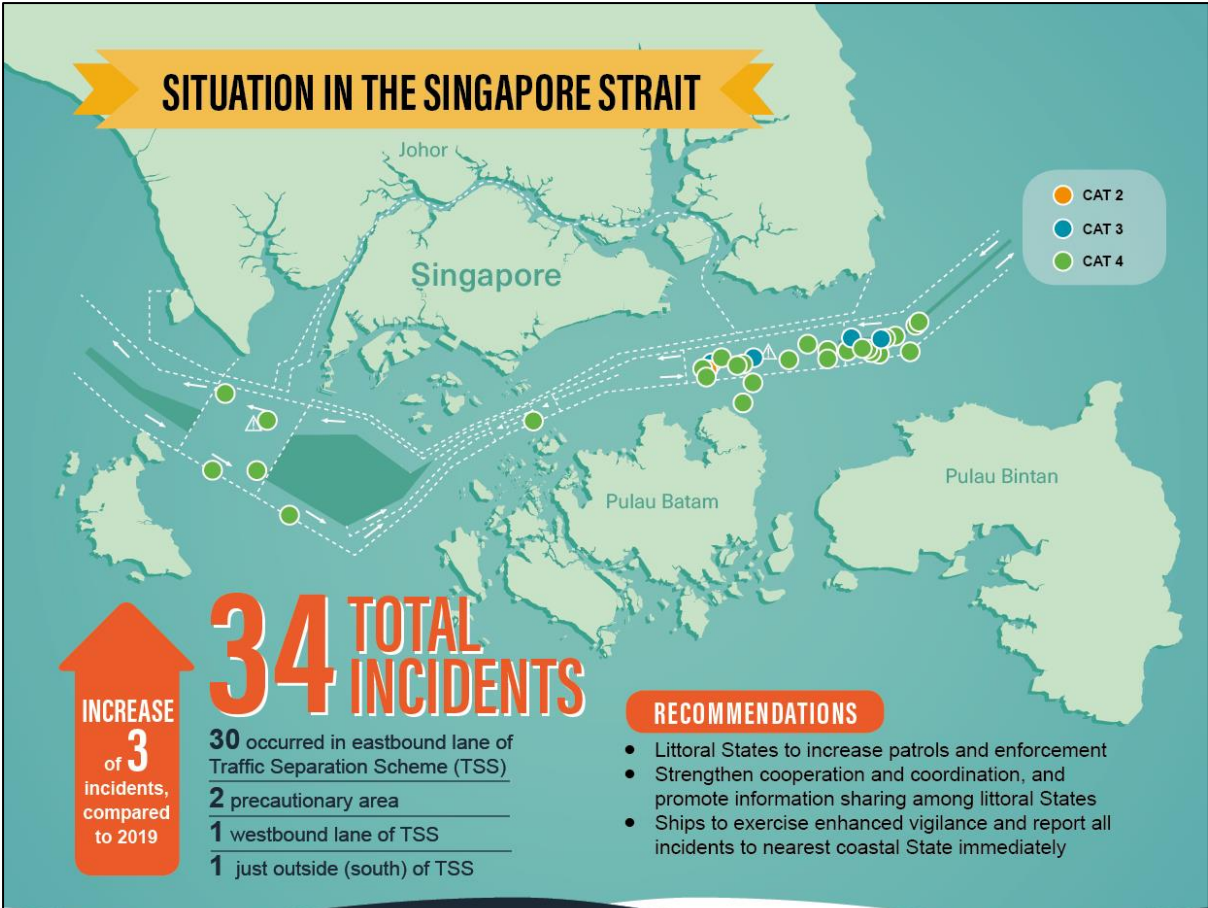 SITUATION IN THE SINGAPORE STRAIT
Johor
Singapore
CAT 2
CAT 3
CAT 4
Pulau Batam
Pulau Bintan
INCREASE
of 3
incidents,
compared
to 2019
34 TOTAL
INCIDENTS
30 occurred in eastbound lane of
Traffic Separation Scheme (TSS)
2 precautionary area
1 westbound lane of TSS
1 just outside (south) of TSS
RECOMMENDATIONS
• Littoral States to increase patrols and enforcement
• Strengthen cooperation and coordination, and
promote information sharing among littoral States
• Ships to exercise enhanced vigilance and report all
incidents to nearest coastal State immediately